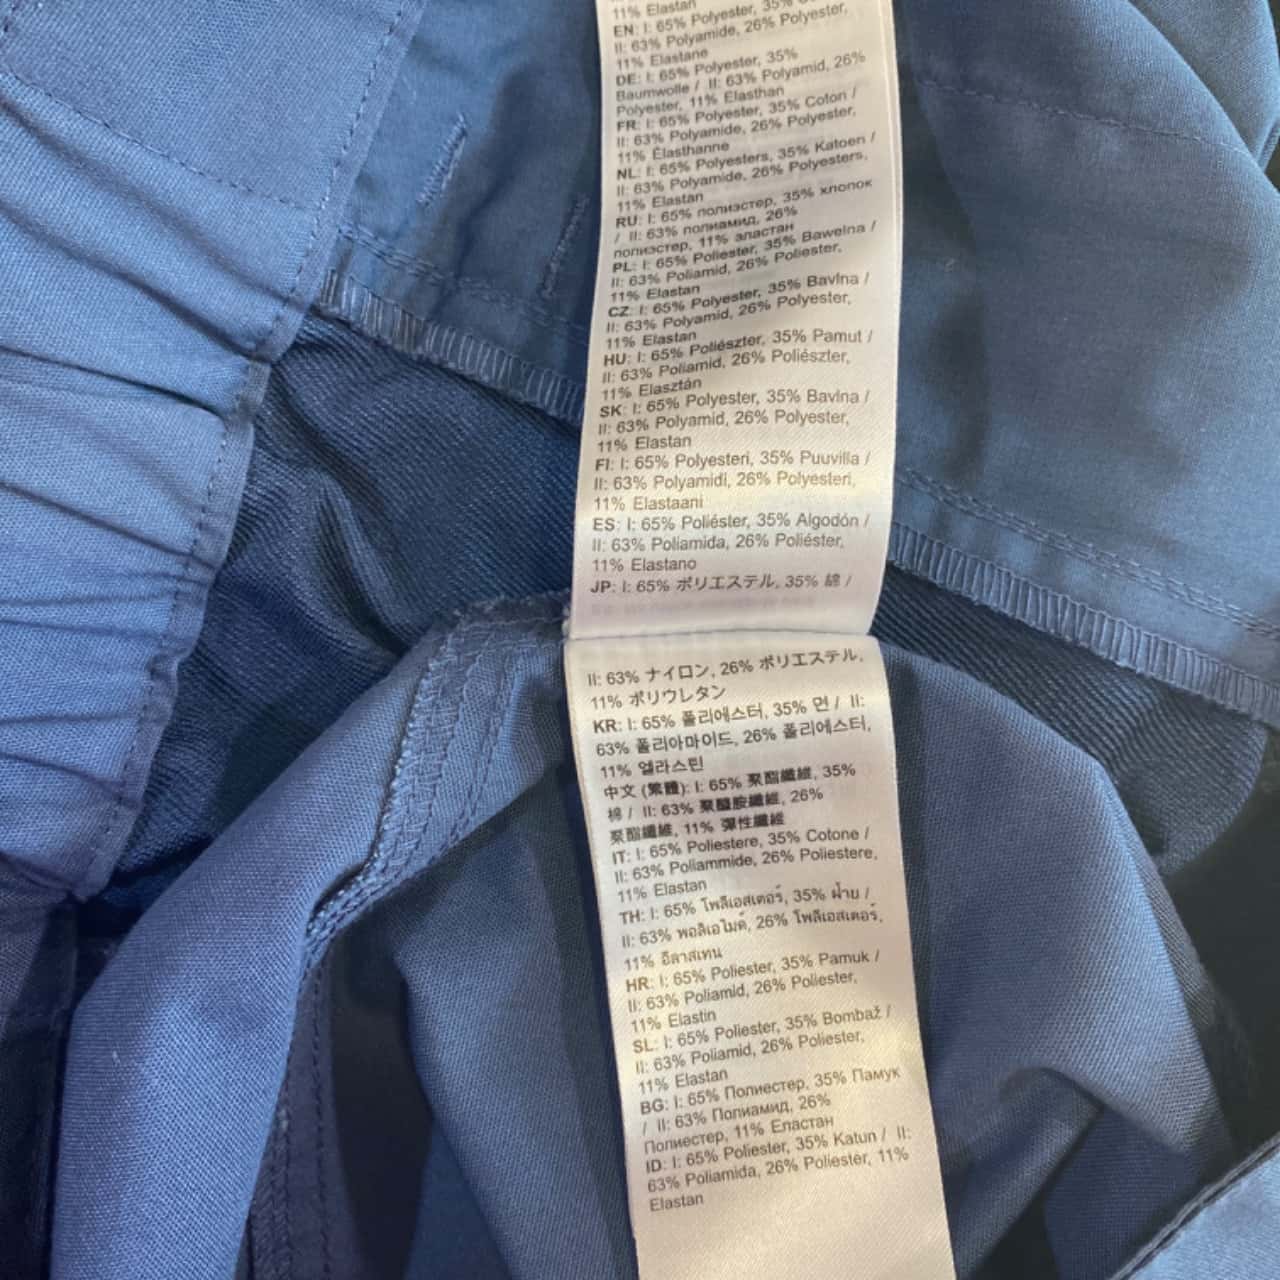 11% Elastan
EN: I: 65% Polyester, 35%
II: 63% Polyamide, 26% Polyester,
11% Elastane
DE: I: 65% Polyester, 35%
Baumwolle / II: 63% Polyamid, 26%
Polyester, 11% Elasthan
FR: I: 65% Polyester, 35% Coton /
II: 63% Polyamide, 26% Polyester,
11% Élasthanne
NL: I: 65% Polyesters, 35% Katoen /
II: 63% Polyamide, 26% Polyesters,
11% Elastan
RU: I: 65% полиэстер, 35% хлопок
/ II: 63% полиамид, 26%
полиэстер, 11% эластан
PL: I: 65% Poliester, 35% Bawełna /
II: 63% Poliamid, 26% Poliester,
11% Elastan
CZ: I: 65% Polyester, 35% Bavlna /
II: 63% Polyamid, 26% Polyester,
11% Elastan
HU: I: 65% Poliészter, 35% Pamut /
II: 63% Poliamid, 26% Poliészter,
11% Elasztán
SK: I: 65% Polyester, 35% Bavlna /
II: 63% Polyamid, 26% Polyester,
11% Elastan
FI: I: 65% Polyesteri, 35% Puuvilla /
II: 63% Polyamidi, 26% Polyesteri,
11% Elastaani
ES: I: 65% Poliéster, 35% Algodón /
II: 63% Poliamida, 26% Poliéster,
11% Elastano
JP: I: 65% ポリエステル, 35% 綿 /
II: 63% ナイロン, 26% ポリエステル,
11% ポリウレタン
KR: I: 65% 폴리에스터, 35% 면 / II:
63% 폴리아마이드, 26% 폴리에스터,
11% 엘라스틴
中文 (繁體): I: 65% 聚酯纖維, 35%
棉 / II: 63% 聚醯胺纖維, 26%
聚酯纖維, 11% 彈性纖維
IT: I: 65% Poliestere, 35% Cotone /
II: 63% Poliammide, 26% Poliestere,
11% Elastan
TH: I: 65% โพลีเอสเตอร์, 35% ฝ้าย /
II: 63% พอลิเอไมด์, 26% โพลีเอสเตอร์,
11% อีลาสเทน
HR: I: 65% Poliester, 35% Pamuk /
II: 63% Poliamid, 26% Poliester,
11% Elastin
SL: I: 65% Poliester, 35% Bombaž /
II: 63% Poliamid, 26% Poliester,
11% Elastan
BG: I: 65% Полиестер, 35% Памук
/ II: 63% Полиамид, 26%
Полиестер, 11% Еластан
ID: I: 65% Poliester, 35% Katun / II:
63% Poliamida, 26% Poliester, 11%
Elastan